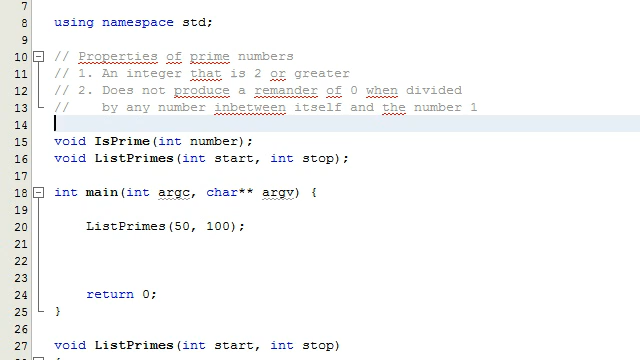 7
8 using namespace std;
9
10 // Properties of prime numbers
11 // 1. An integer that is 2 or greater
12 // 2. Does not produce a remander of 0 when divided
13 //    by any number inbetween itself and the number 1
14
15 void IsPrime(int number);
16 void ListPrimes(int start, int stop);
17
18 int main(int argc, char** argv) {
19
20     ListPrimes(50, 100);
21
22
23
24     return 0;
25 }
26
27 void ListPrimes(int start, int stop)